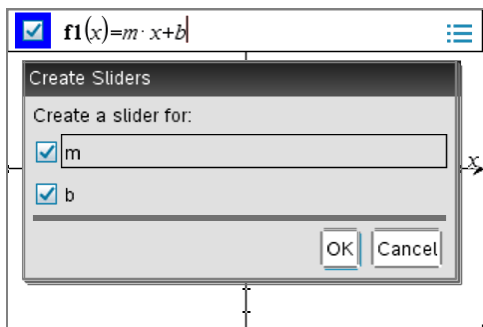 f1(x)=m·x+b
Create Sliders
Create a slider for:
m
x
b
OK Cancel